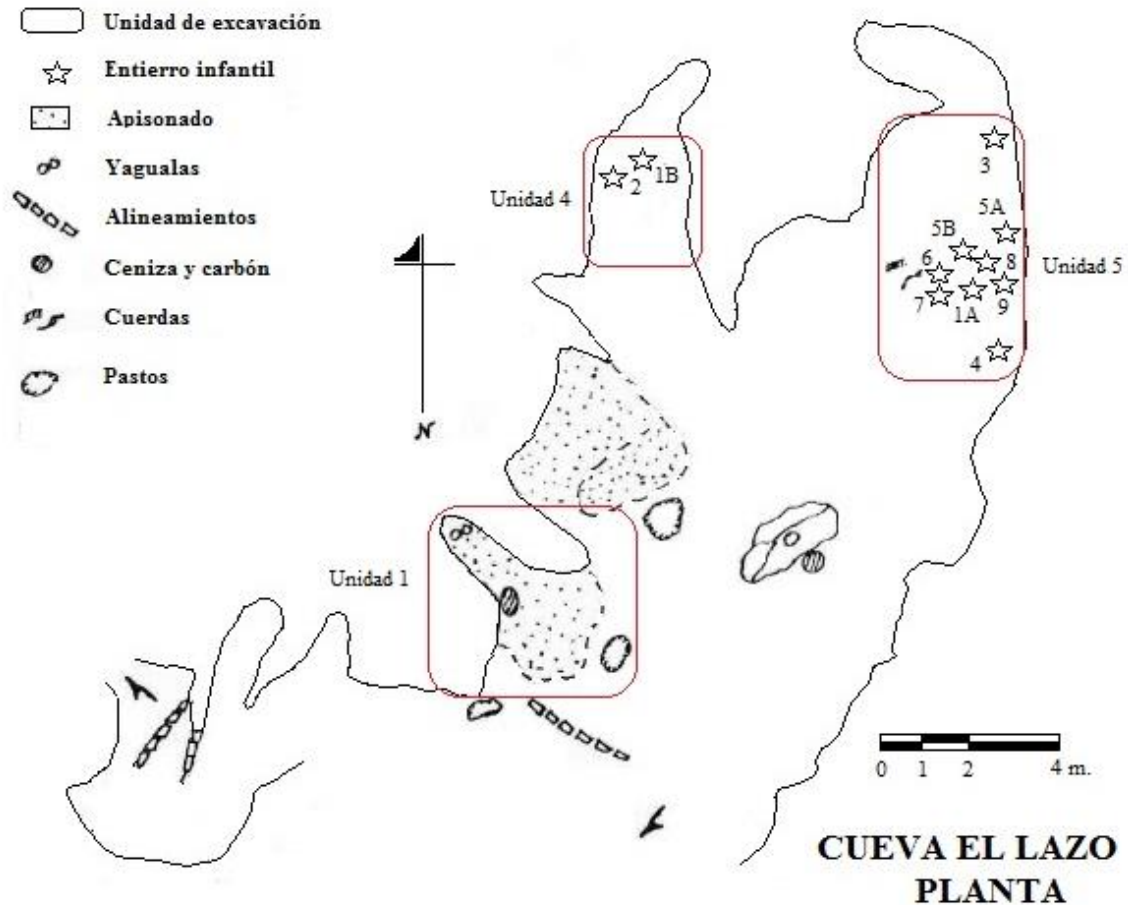 Unidad de excavación
Entierro infantil
Apisonado
Yagualas
Alineamientos
Ceniza y carbón
Cuerdas
Pastos
N
Unidad 4
2
1B
Unidad 5
3
5A
5B
6
8
7
1A
9
4
Unidad 1
0 1 2 4 m.
CUEVA EL LAZO
PLANTA